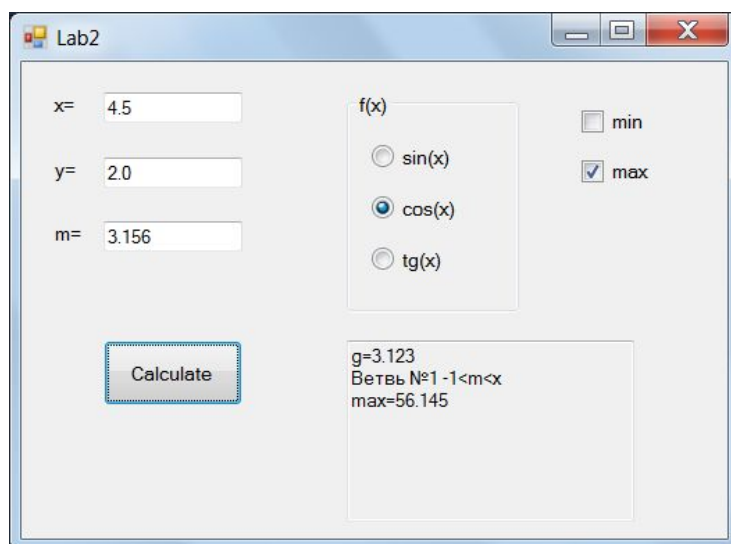 Lab2
x= 4.5
y= 2.0
m= 3.156
f(x)
sin(x)
cos(x)
tg(x)
min
max
Calculate
g=3.123
Ветвь №1 -1<m<x
max=56.145